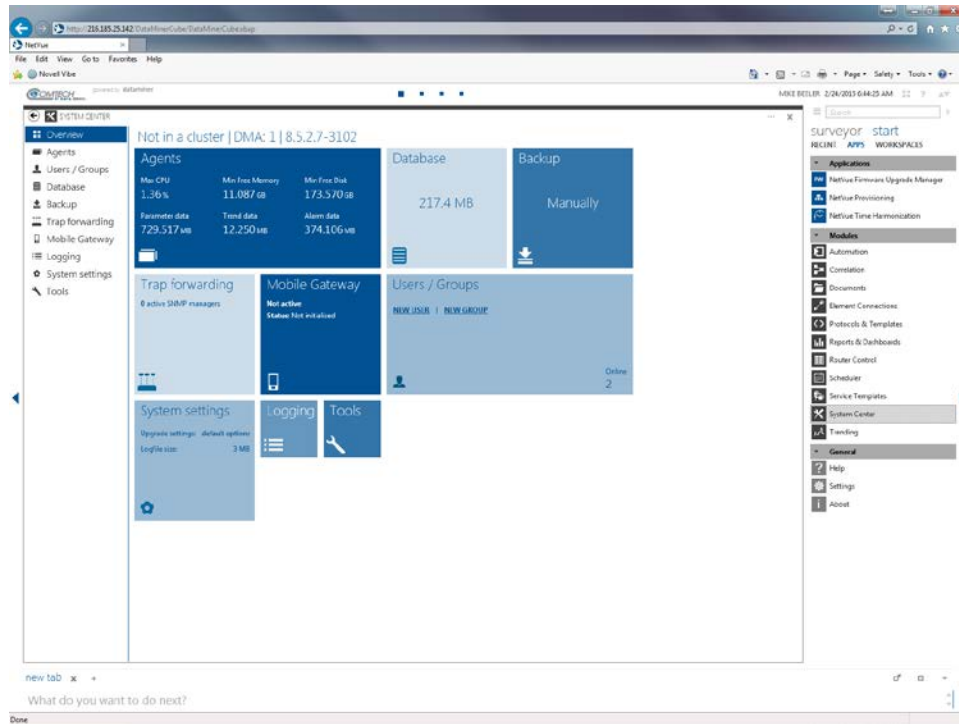 http://216.185.25.142/DataMinerCube/DataMinerCube.xbap
NetVue
File Edit View Go to Favorites Help
Novell Vibe
Page Safety Tools
COMTECH
powered by dataminer
MIKE BEELER 2/24/2015 6:44:25 AM
SYSTEM CENTER
Overview
Agents
Users / Groups
Database
Backup
Trap forwarding
Mobile Gateway
Logging
System settings
Tools
Not in a cluster | DMA: 1 | 8.5.2.7-3102
Agents
Max CPU Min Free Memory Min Free Disk
1.36 % 11.087 GB 173.570 GB
Parameter data Trend data Alarm data
729.517 MB 12.250 MB 374.106 MB
Database
217.4 MB
Backup
Manually
Trap forwarding
0 active SNMP managers
Mobile Gateway
Not active
Status: Not initialized
Users / Groups
NEW USER | NEW GROUP
Online
2
System settings
Upgrade settings: default options
Logfile size: 3 MB
Logging
Tools
Search
surveyor start
RECENT APPS WORKSPACES
Applications
NetVue Firmware Upgrade Manager
NetVue Provisioning
NetVue Time Harmonization
Modules
Automation
Correlation
Documents
Element Connections
Protocols & Templates
Reports & Dashboards
Router Control
Scheduler
Service Templates
System Center
Trending
General
Help
Settings
About
new tab x +
What do you want to do next?
Done